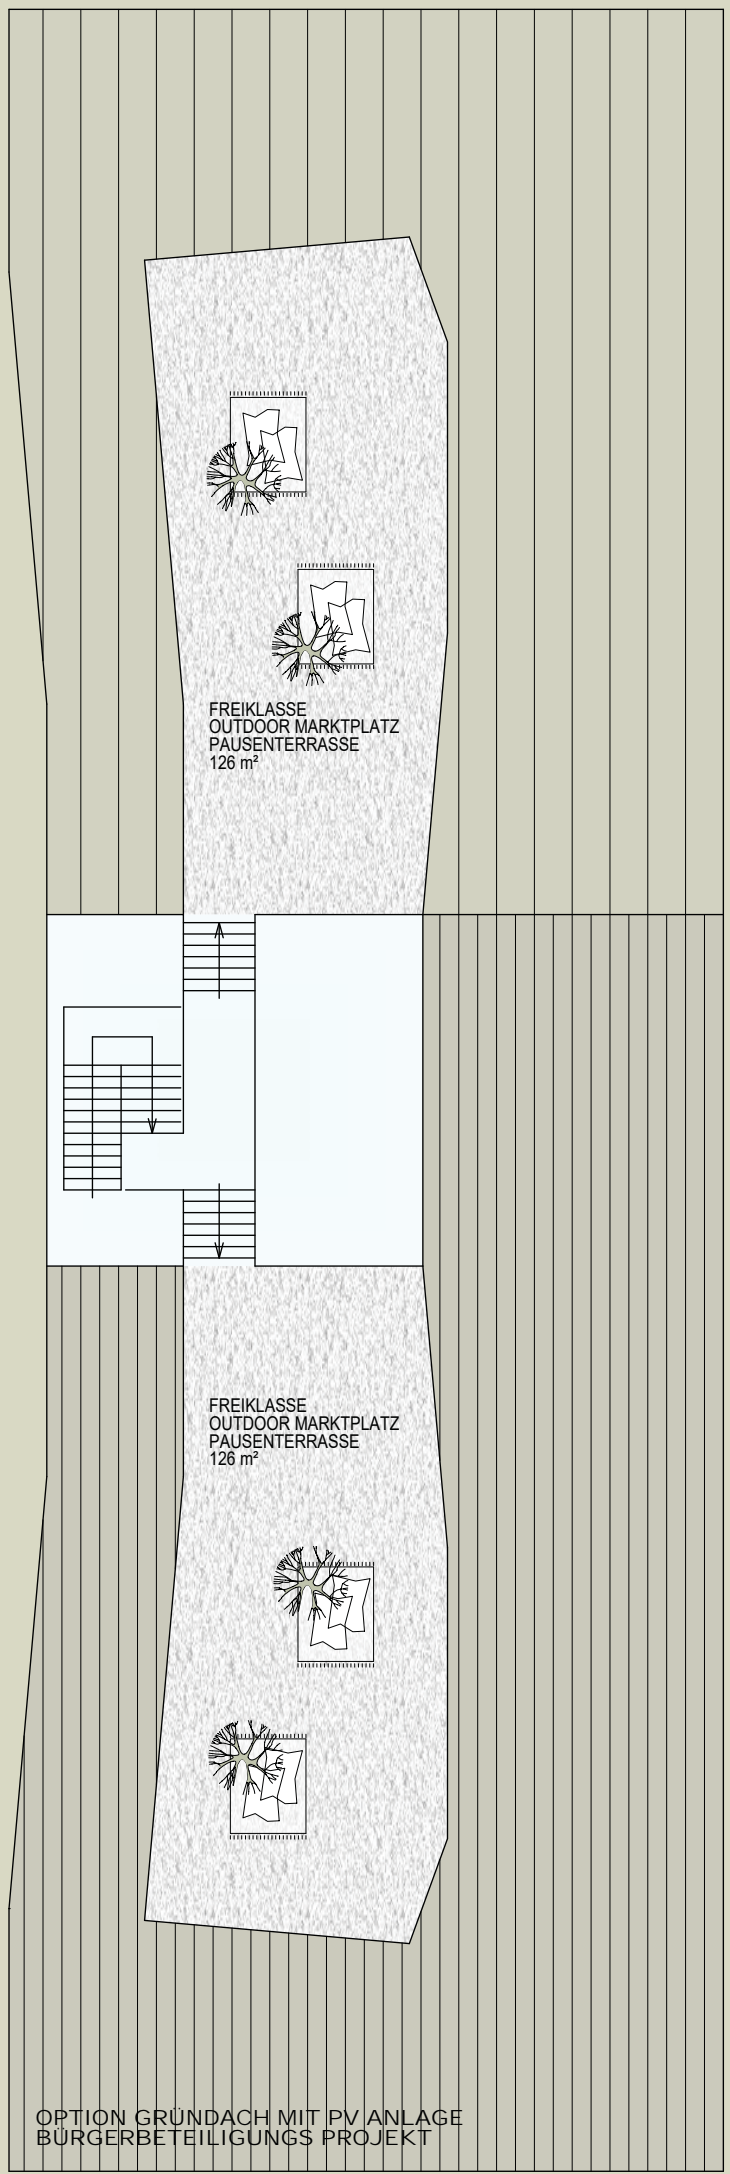 FREIKLASSE
OUTDOOR MARKTPLATZ
PAUSENTERRASSE
126 m²
FREIKLASSE
OUTDOOR MARKTPLATZ
PAUSENTERRASSE
126 m²
OPTION GRÜNDACH MIT PV ANLAGE
BÜRGERBETEILIGUNGS PROJEKT